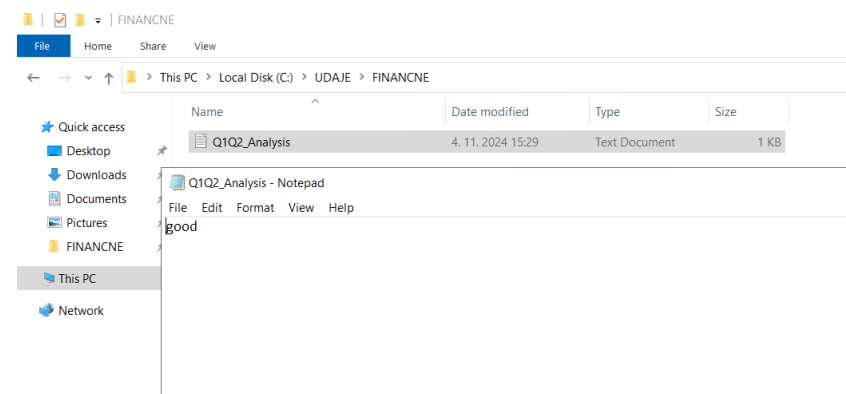 FINANCNE
File Home Share View
This PC > Local Disk (C:) > UDAJE > FINANCNE
Name Date modified Type Size
Quick access
Q1Q2_Analysis 4. 11. 2024 15:29 Text Document 1 KB
Desktop
Downloads
Documents
Pictures
FINANCNE
This PC
Network
Q1Q2_Analysis - Notepad
File Edit Format View Help
good